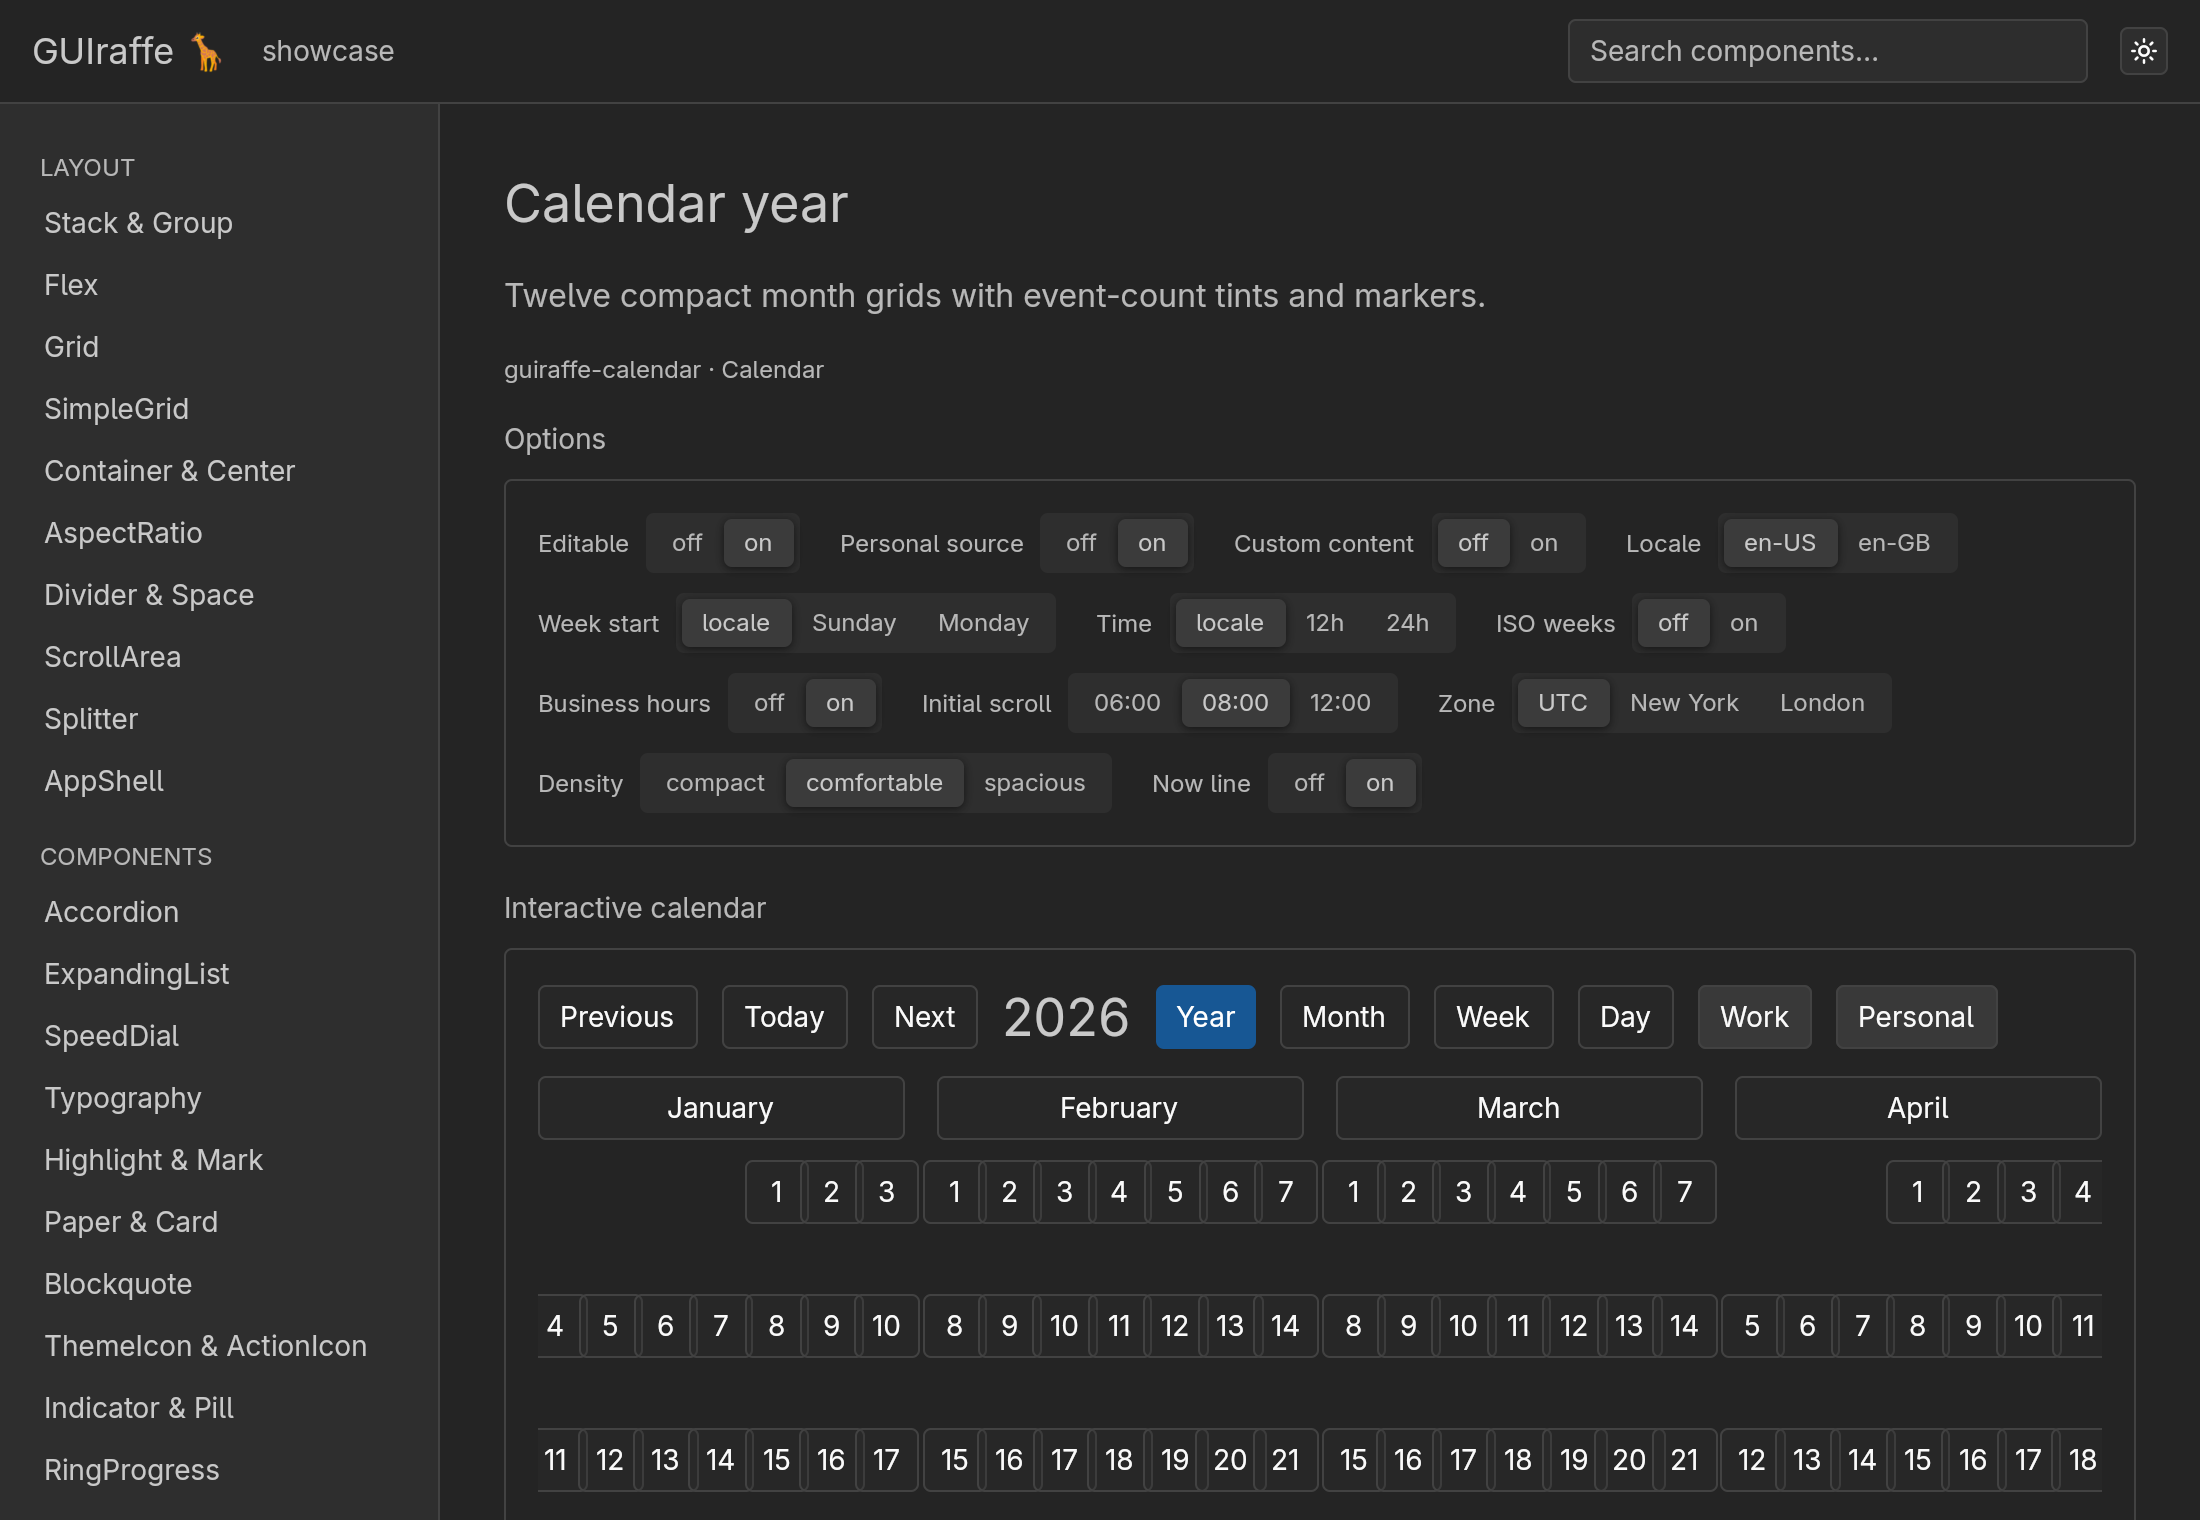 GUIraffe 🦒 showcase Search components...
LAYOUT
Stack & Group
Flex
Grid
SimpleGrid
Container & Center
AspectRatio
Divider & Space
ScrollArea
Splitter
AppShell
COMPONENTS
Accordion
ExpandingList
SpeedDial
Typography
Highlight & Mark
Paper & Card
Blockquote
ThemeIcon & ActionIcon
Indicator & Pill
RingProgress
Calendar year
Twelve compact month grids with event-count tints and markers.
guiraffe-calendar · Calendar
Options
Editable off on Personal source off on Custom content off on Locale en-US en-GB
Week start locale Sunday Monday Time locale 12h 24h ISO weeks off on
Business hours off on Initial scroll 06:00 08:00 12:00 Zone UTC New York London
Density compact comfortable spacious Now line off on
Interactive calendar
Previous Today Next 2026 Year Month Week Day Work Personal
January February March April
1 2 3 1 2 3 4 5 6 7 1 2 3 4 5 6 7 1 2 3 4
4 5 6 7 8 9 10 8 9 10 11 12 13 14 8 9 10 11 12 13 14 5 6 7 8 9 10 11
11 12 13 14 15 16 17 15 16 17 18 19 20 21 15 16 17 18 19 20 21 12 13 14 15 16 17 18